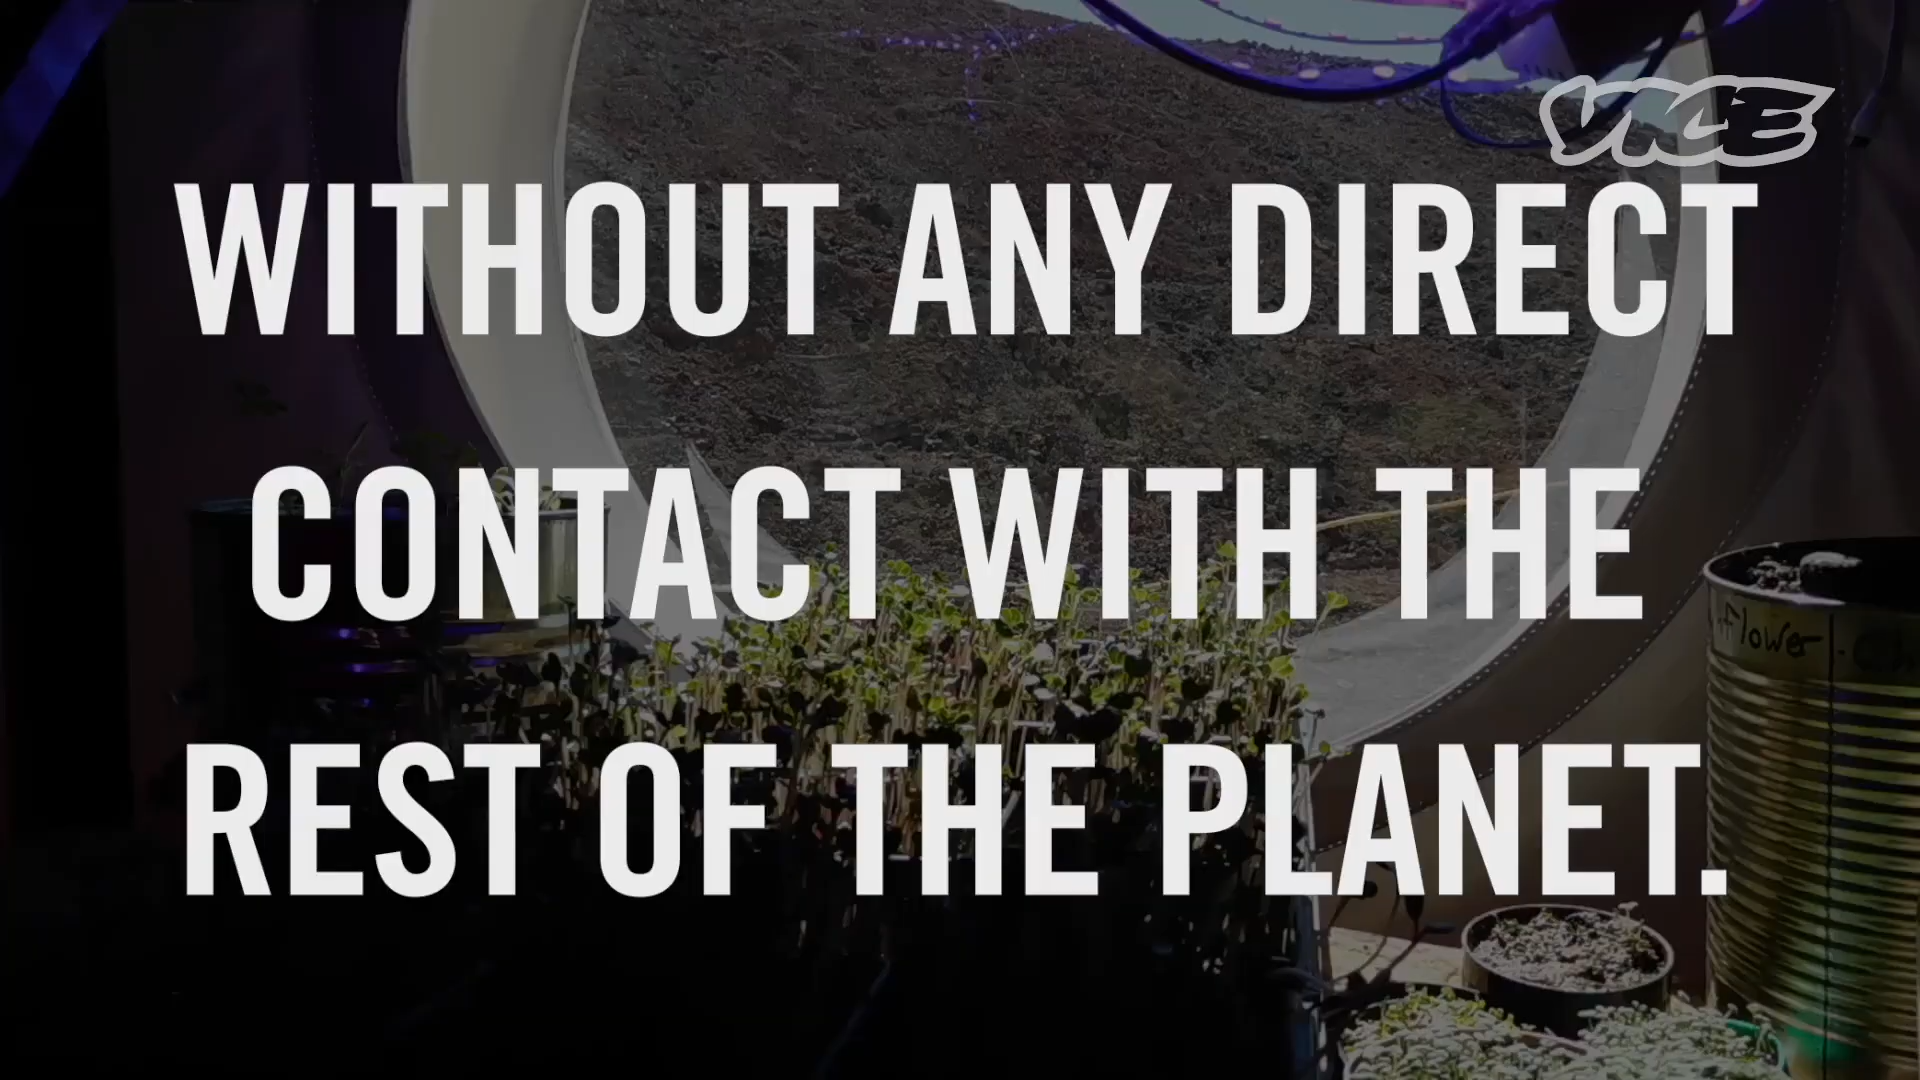 VICE
WITHOUT ANY DIRECT
CONTACT WITH THE
REST OF THE PLANET.
flower